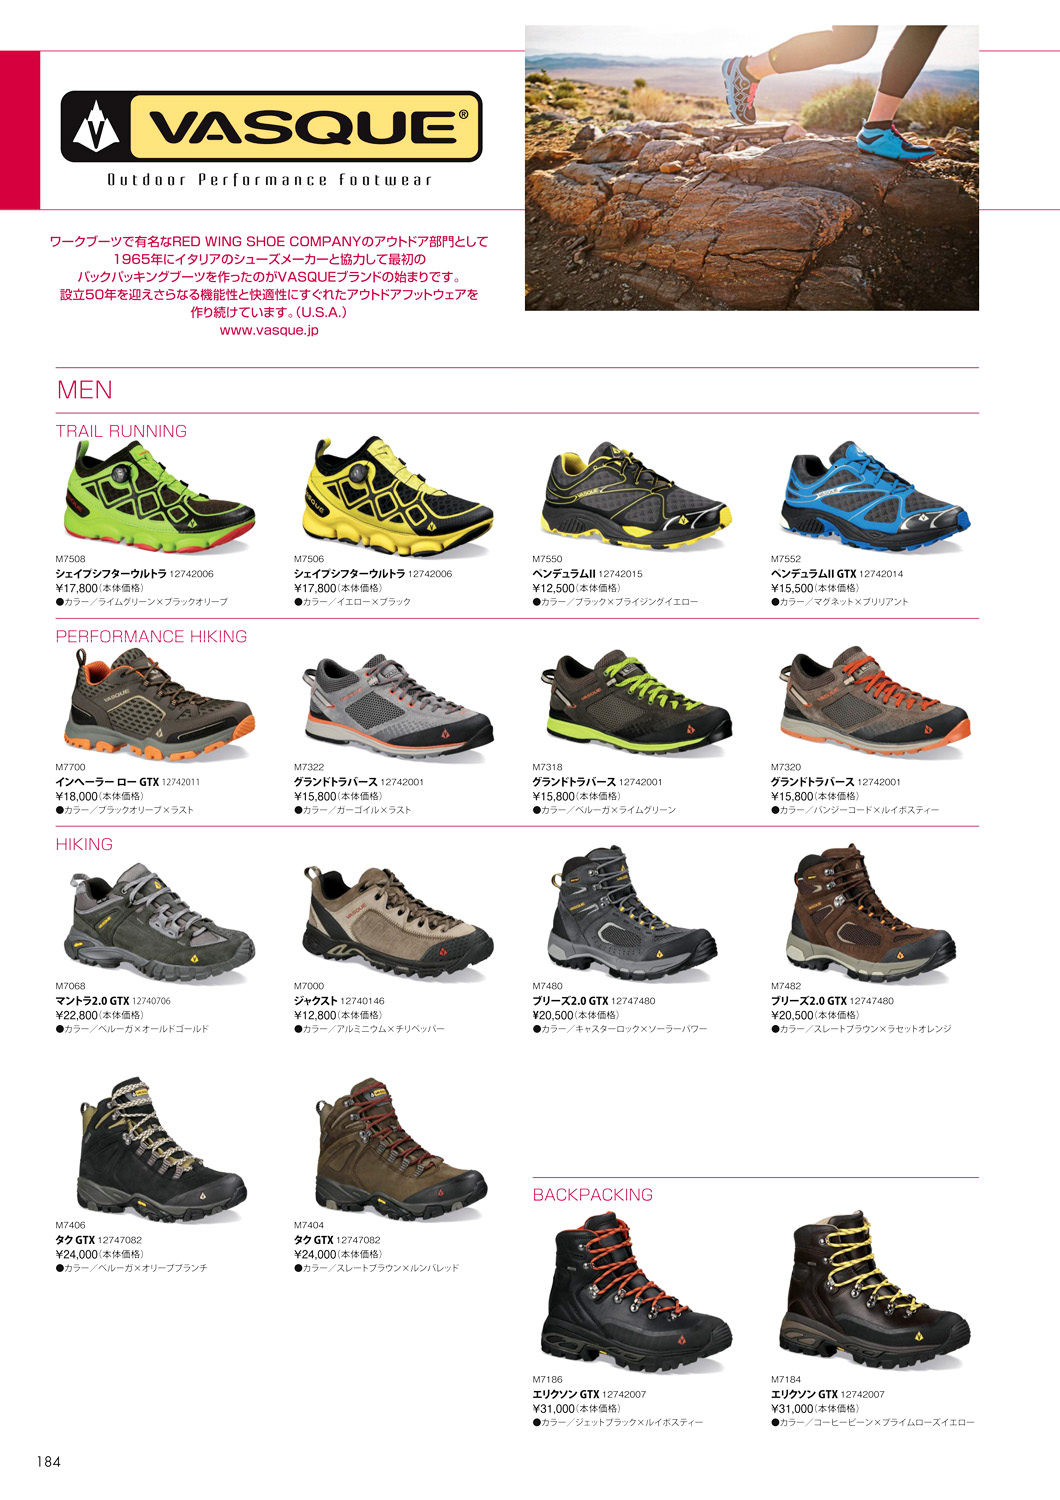 VASQUE®
Outdoor Performance Footwear
ワークブーツで有名なRED WING SHOE COMPANYのアウトドア部門として
1965年にイタリアのシューズメーカーと協力して最初の
バックパッキングブーツを作ったのがVASQUEブランドの始まりです。
設立50年を迎えさらなる機能性と快適性にすぐれたアウトドアフットウェアを
作り続けています。（U.S.A.）
www.vasque.jp
MEN
TRAIL RUNNING
M7508
シェイプシフターウルトラ 12742006
¥17,800（本体価格）
●カラー／ライムグリーン×ブラックオリーブ
M7506
シェイプシフターウルトラ 12742006
¥17,800（本体価格）
●カラー／イエロー×ブラック
M7550
ペンデュラムII 12742015
¥12,500（本体価格）
●カラー／ブラック×ブライジングイエロー
M7552
ペンデュラムII GTX 12742014
¥15,500（本体価格）
●カラー／マグネット×ブリリアント
PERFORMANCE HIKING
M7700
インヘーラー ロー GTX 12742011
¥18,000（本体価格）
●カラー／ブラックオリーブ×ラスト
M7322
グランドトラバース 12742001
¥15,800（本体価格）
●カラー／ガーゴイル×ラスト
M7318
グランドトラバース 12742001
¥15,800（本体価格）
●カラー／ベルーガ×ライムグリーン
M7320
グランドトラバース 12742001
¥15,800（本体価格）
●カラー／バンジーコード×ルイボスティー
HIKING
M7068
マントラ2.0 GTX 12740706
¥22,800（本体価格）
●カラー／ベルーガ×オールドゴールド
M7000
ジャクスト 12740146
¥12,800（本体価格）
●カラー／アルミニウム×チリペッパー
M7480
ブリーズ2.0 GTX 12747480
¥20,500（本体価格）
●カラー／キャスターロック×ソーラーパワー
M7482
ブリーズ2.0 GTX 12747480
¥20,500（本体価格）
●カラー／スレートブラウン×ラセットオレンジ
M7406
タク GTX 12747082
¥24,000（本体価格）
●カラー／ベルーガ×オリーブブランチ
M7404
タク GTX 12747082
¥24,000（本体価格）
●カラー／スレートブラウン×ルンバレッド
BACKPACKING
M7186
エリクソン GTX 12742007
¥31,000（本体価格）
●カラー／ジェットブラック×ルイボスティー
M7184
エリクソン GTX 12742007
¥31,000（本体価格）
●カラー／コーヒービーン×プライムローズイエロー
184